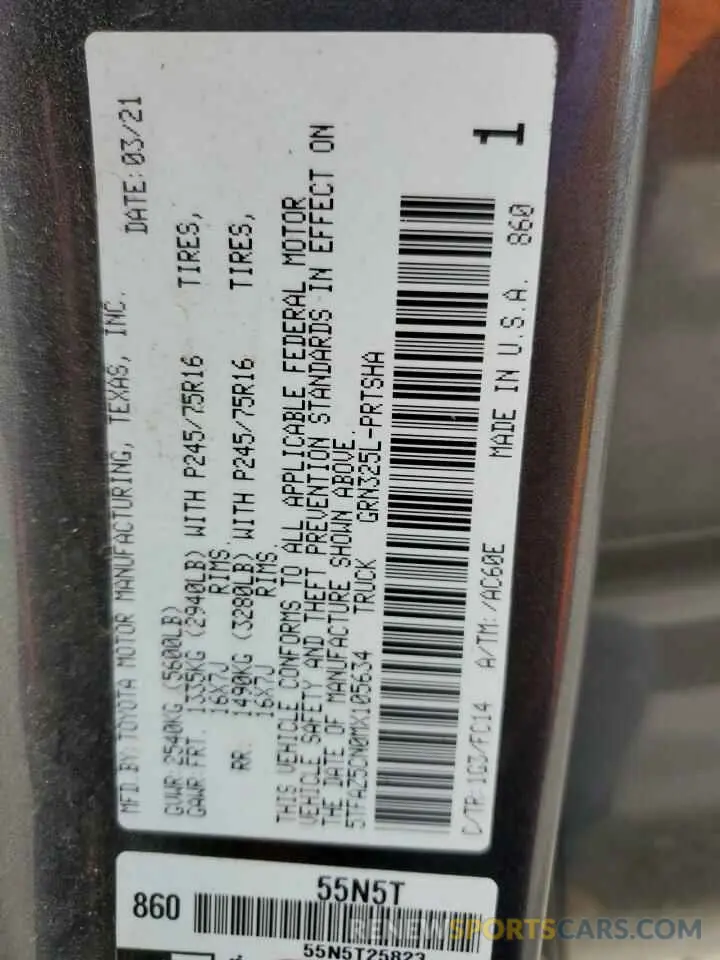 MFD.BY:TOYOTA MOTOR MANUFACTURING, TEXAS, INC. DATE:03/21
GVWR:2540KG (5600LB)
GAWR:FRT. 1335KG (2940LB) WITH P245/75R16 TIRES,
16X7J RIMS.
RR. 1490KG (3280LB) WITH P245/75R16 TIRES,
16X7J RIMS.
THIS VEHICLE CONFORMS TO ALL APPLICABLE FEDERAL MOTOR
VEHICLE SAFETY AND THEFT PREVENTION STANDARDS IN EFFECT ON
THE DATE OF MANUFACTURE SHOWN ABOVE.
5TFAZ5CN0MX105634 TRUCK GRN325L-PRTSHA
C/TR:1G3/FC14 A/TM:/AC60E
MADE IN U.S.A. 860
1
55N5T
860
55N5T25823
RENEWSPORTSCARS.COM